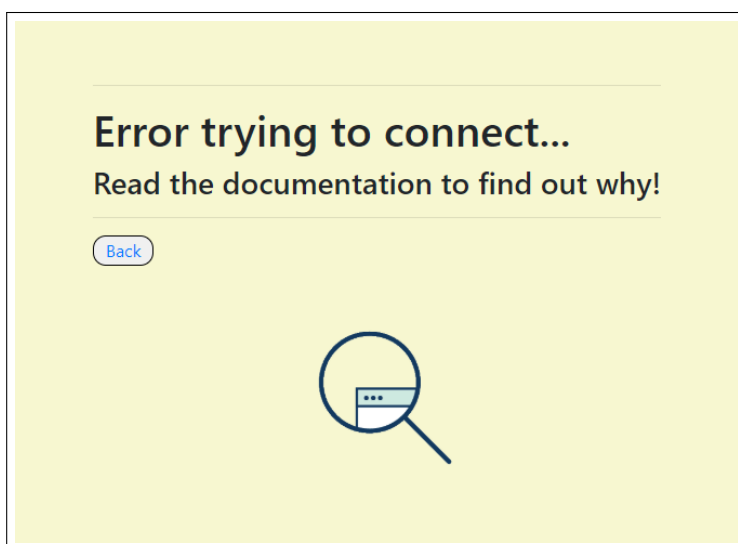 Error trying to connect...
Read the documentation to find out why!
Back